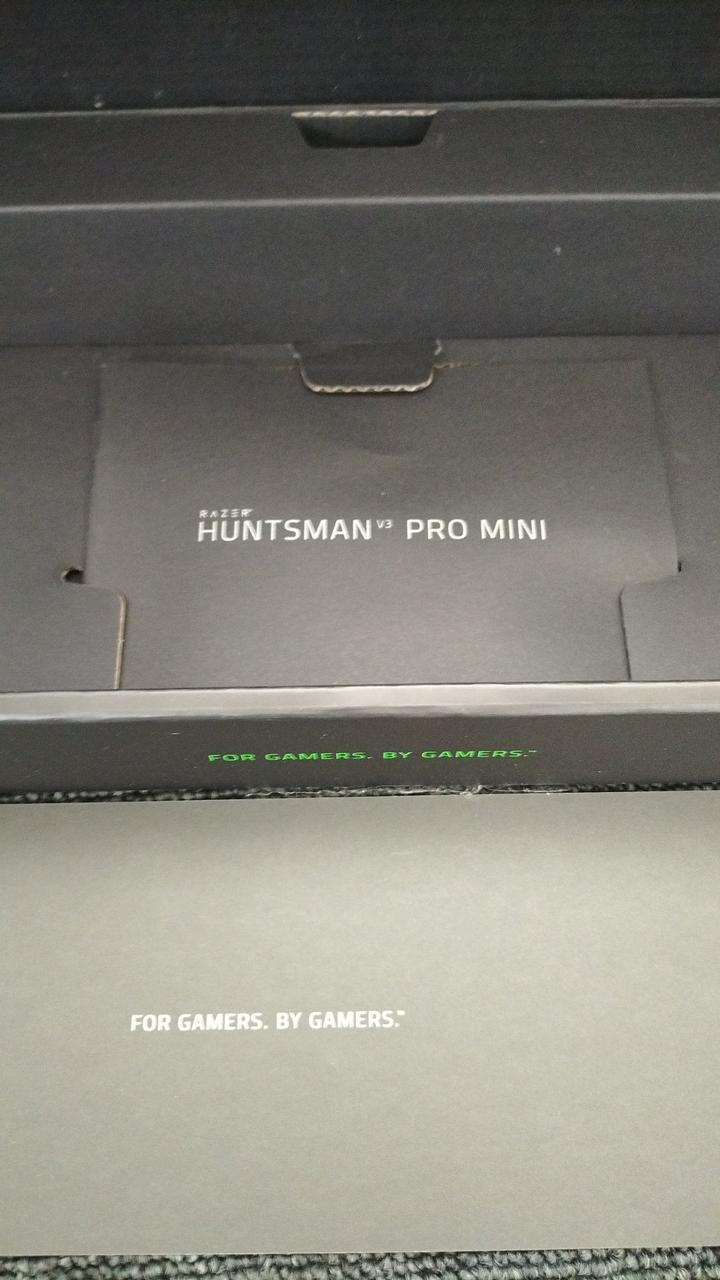 RAZER
HUNTSMAN V3 PRO MINI
FOR GAMERS. BY GAMERS.™
FOR GAMERS. BY GAMERS.™